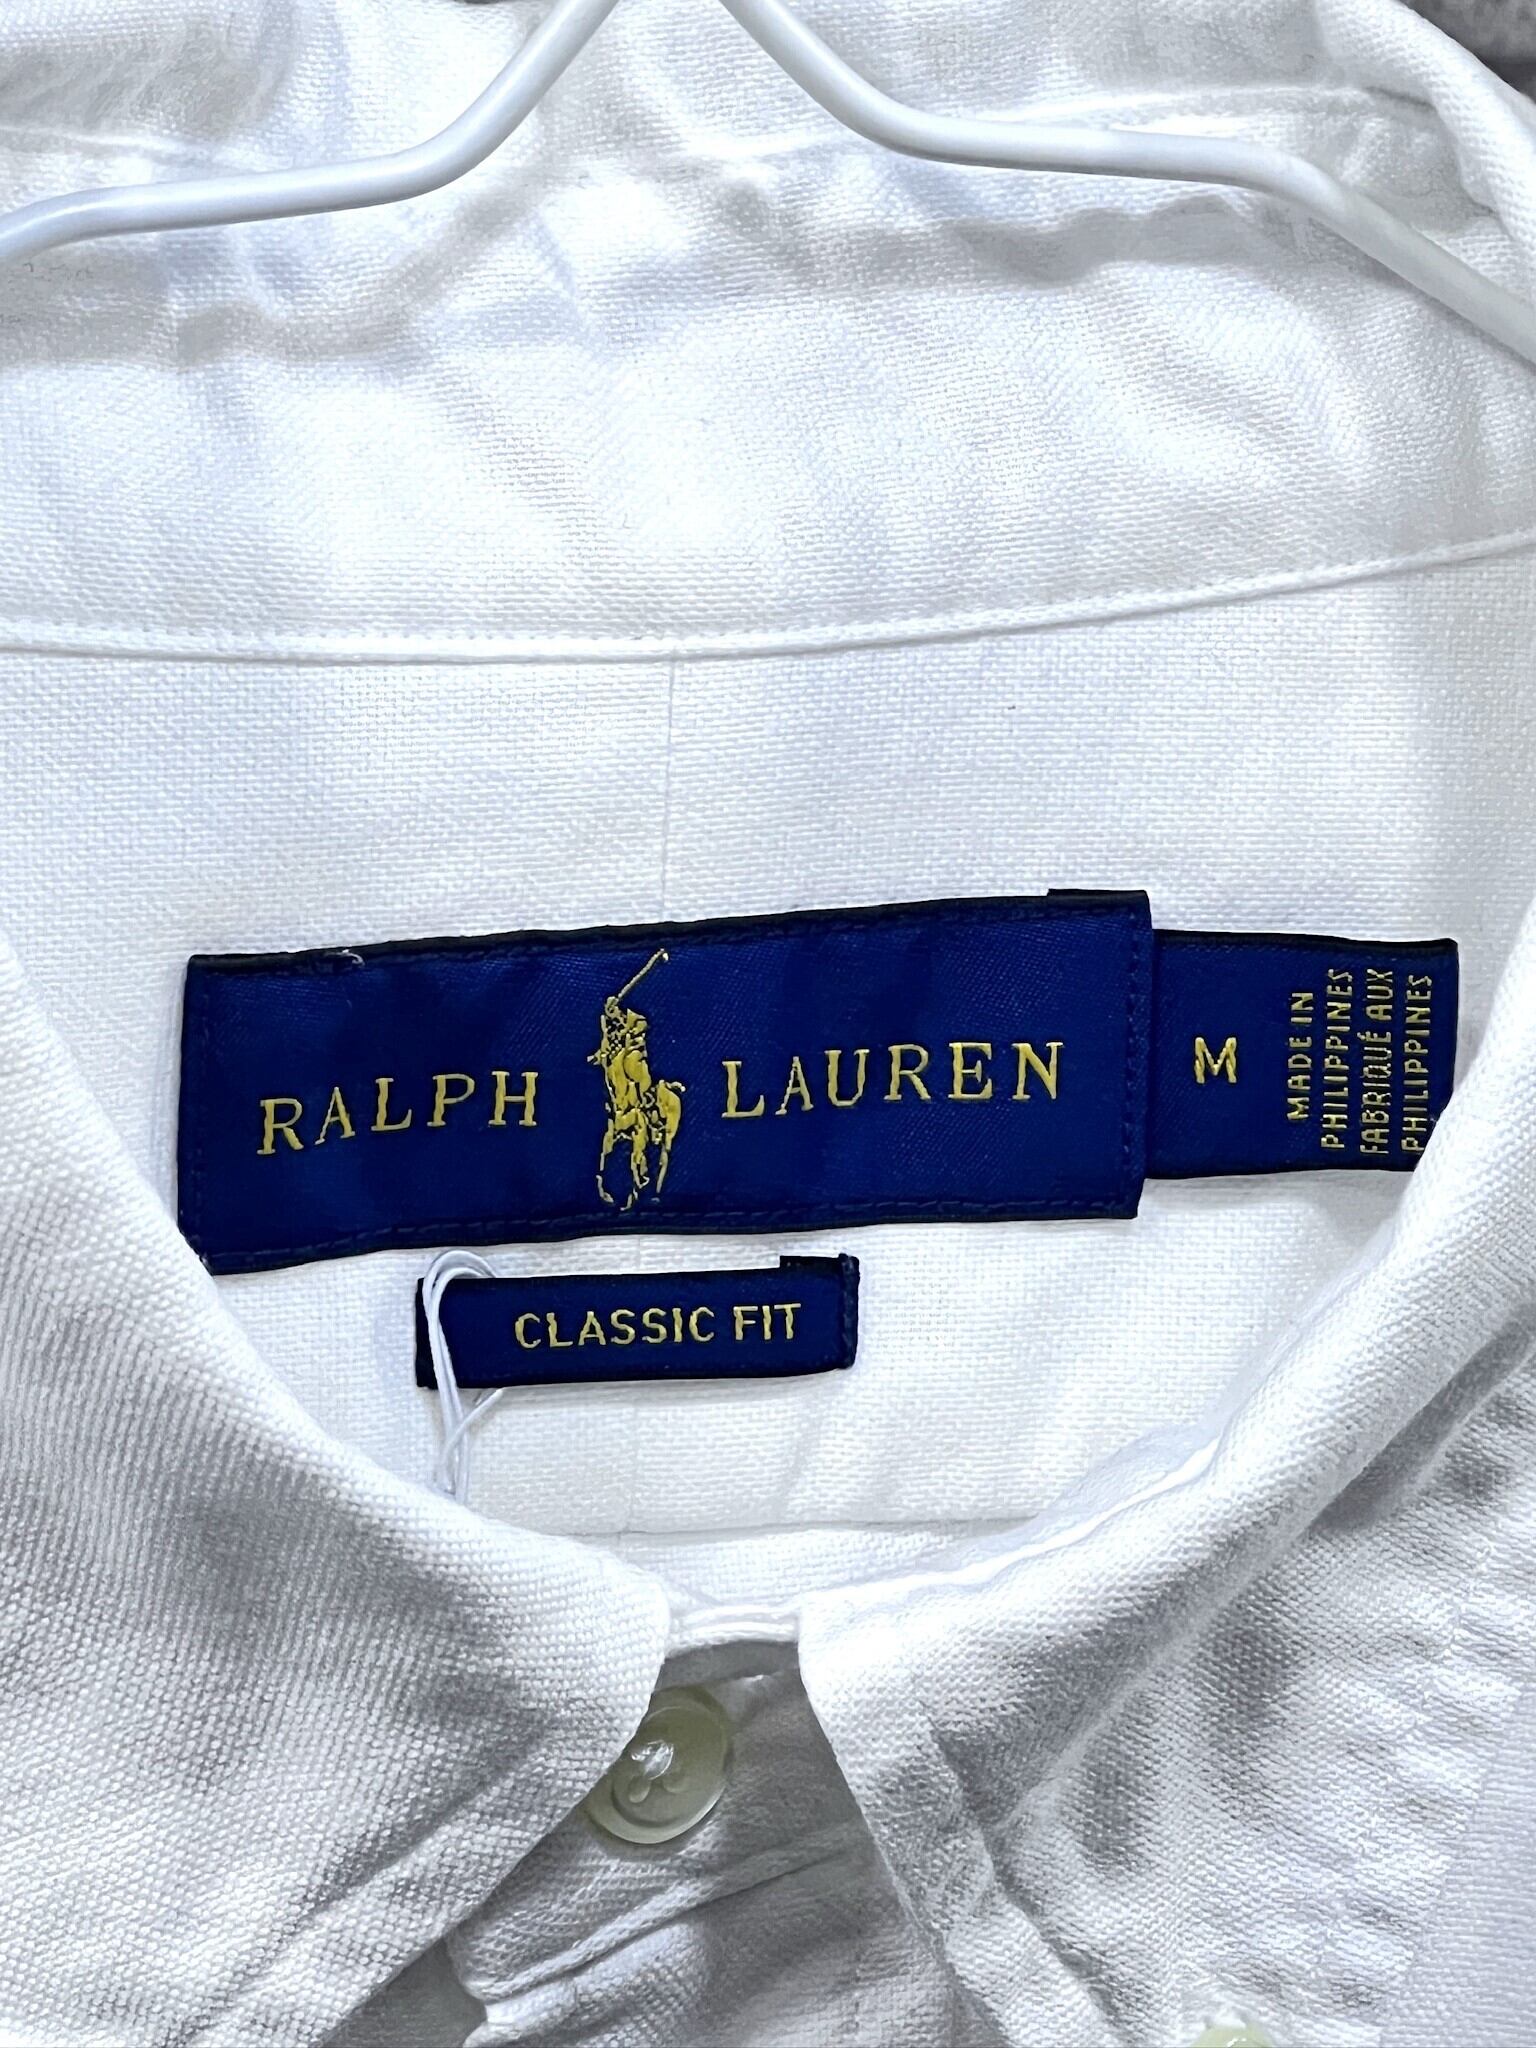 RALPH LAUREN
M
MADE IN
PHILIPPINES
FABRIQUÉ AUX
PHILIPPINES
CLASSIC FIT